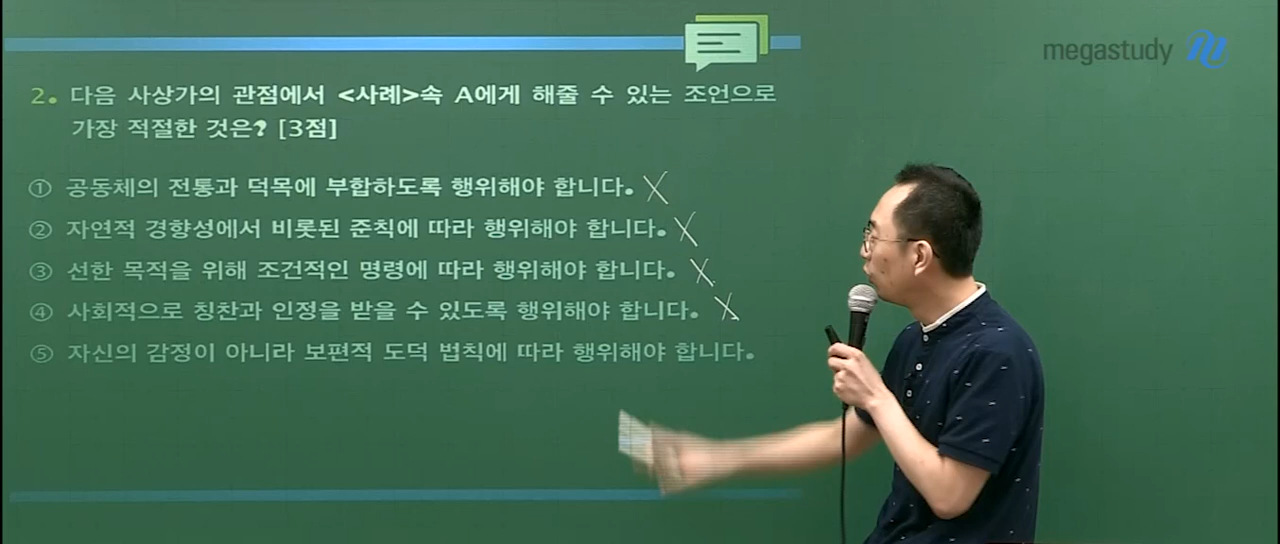 megastudy
2. 다음 사상가의 관점에서 <사례>속 A에게 해줄 수 있는 조언으로
가장 적절한 것은? [3점]
① 공동체의 전통과 덕목에 부합하도록 행위해야 합니다.
② 자연적 경향성에서 비롯된 준칙에 따라 행위해야 합니다.
③ 선한 목적을 위해 조건적인 명령에 따라 행위해야 합니다.
④ 사회적으로 칭찬과 인정을 받을 수 있도록 행위해야 합니다.
⑤ 자신의 감정이 아니라 보편적 도덕 법칙에 따라 행위해야 합니다.